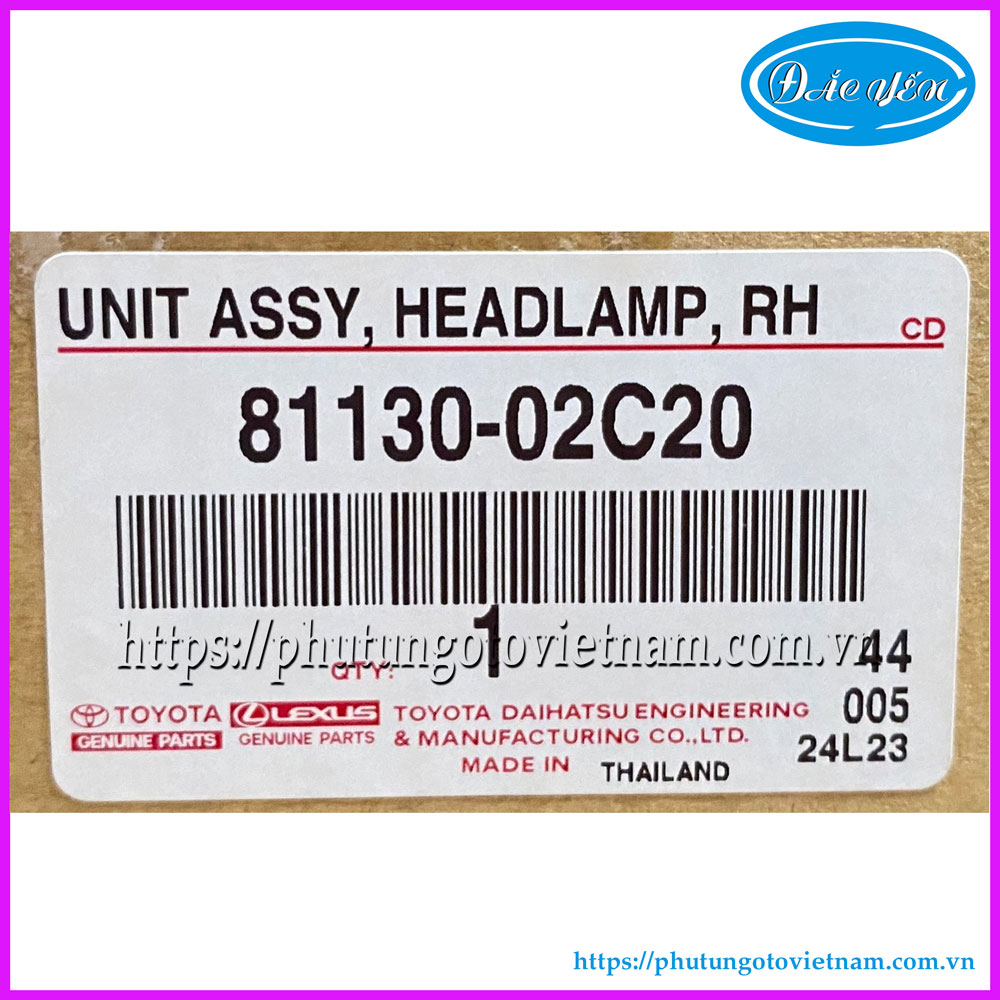 ĐẮC YẾN
UNIT ASSY, HEADLAMP, RH CD
81130-02C20
https://phutungotovietnam.com.vn
QTY: 1 44
TOYOTA LEXUS TOYOTA DAIHATSU ENGINEERING 005
GENUINE PARTS GENUINE PARTS & MANUFACTURING CO.,LTD. 24L23
MADE IN THAILAND
https://phutungotovietnam.com.vn